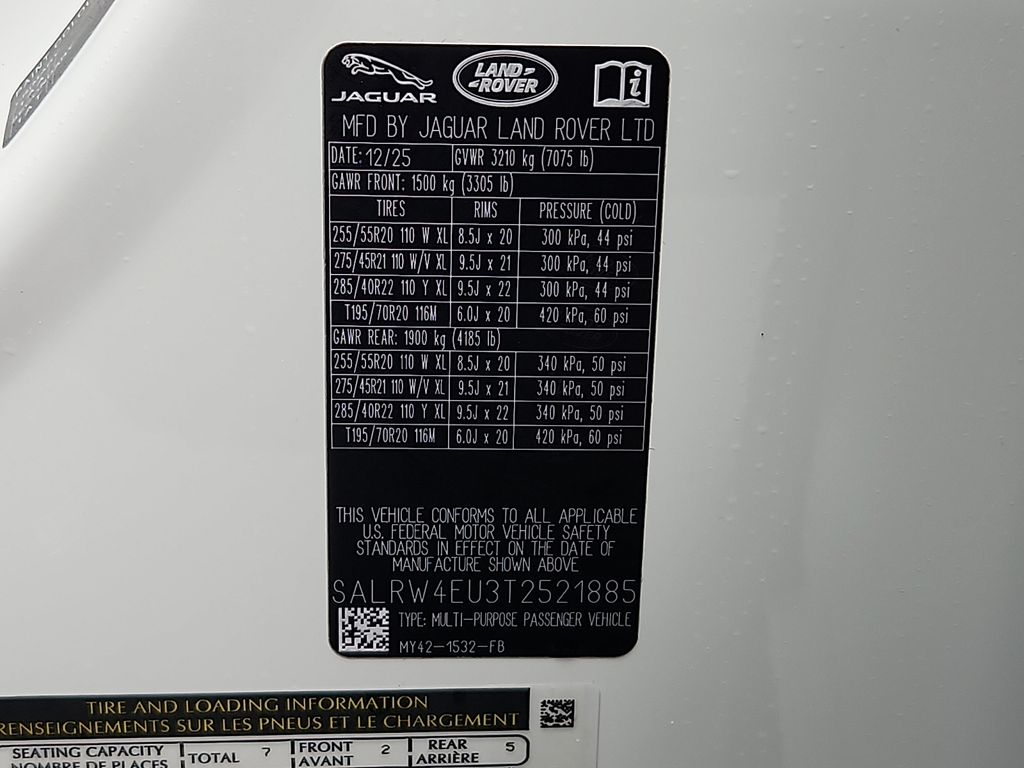 JAGUAR
LAND ROVER
i
MFD BY JAGUAR LAND ROVER LTD
DATE: 12/25 GVWR 3210 kg (7075 lb)
GAWR FRONT: 1500 kg (3305 lb)
TIRES RIMS PRESSURE (COLD)
255/55R20 110 W XL 8.5J x 20 300 kPa, 44 psi
275/45R21 110 W/V XL 9.5J x 21 300 kPa, 44 psi
285/40R22 110 Y XL 9.5J x 22 300 kPa, 44 psi
T195/70R20 116M 6.0J x 20 420 kPa, 60 psi
GAWR REAR: 1900 kg (4185 lb)
255/55R20 110 W XL 8.5J x 20 340 kPa, 50 psi
275/45R21 110 W/V XL 9.5J x 21 340 kPa, 50 psi
285/40R22 110 Y XL 9.5J x 22 340 kPa, 50 psi
T195/70R20 116M 6.0J x 20 420 kPa, 60 psi
THIS VEHICLE CONFORMS TO ALL APPLICABLE
U.S. FEDERAL MOTOR VEHICLE SAFETY
STANDARDS IN EFFECT ON THE DATE OF
MANUFACTURE SHOWN ABOVE
SALRW4EU3T2521885
TYPE: MULTI-PURPOSE PASSENGER VEHICLE
MY42-1532-FB
TIRE AND LOADING INFORMATION
RENSEIGNEMENTS SUR LES PNEUS ET LE CHARGEMENT
SEATING CAPACITY TOTAL 7 FRONT 2 REAR 5
NOMBRE DE PLACES AVANT ARRIÈRE